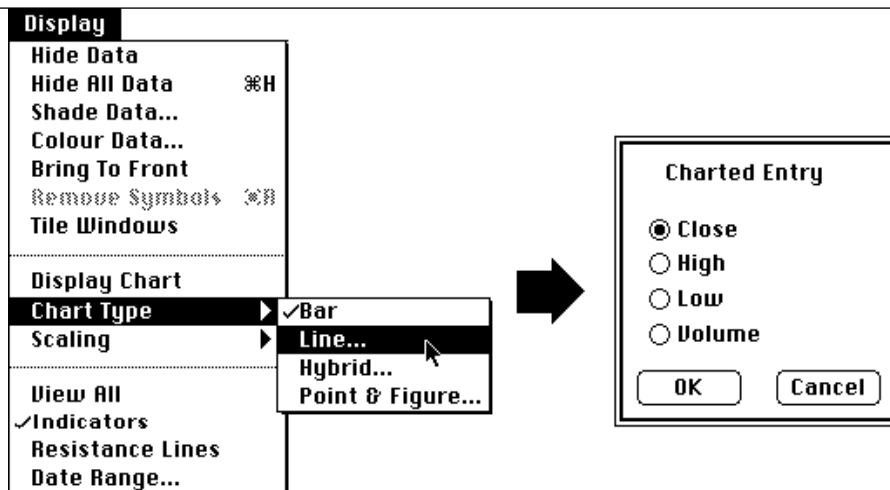 Display
Hide Data
Hide All Data ⌘H
Shade Data...
Colour Data...
Bring To Front
Remove Symbols ⌘R
Tile Windows
Display Chart
Chart Type
Scaling
View All
✓Indicators
Resistance Lines
Date Range...
✓Bar
Line...
Hybrid...
Point & Figure...
Charted Entry
Close
High
Low
Volume
OK Cancel